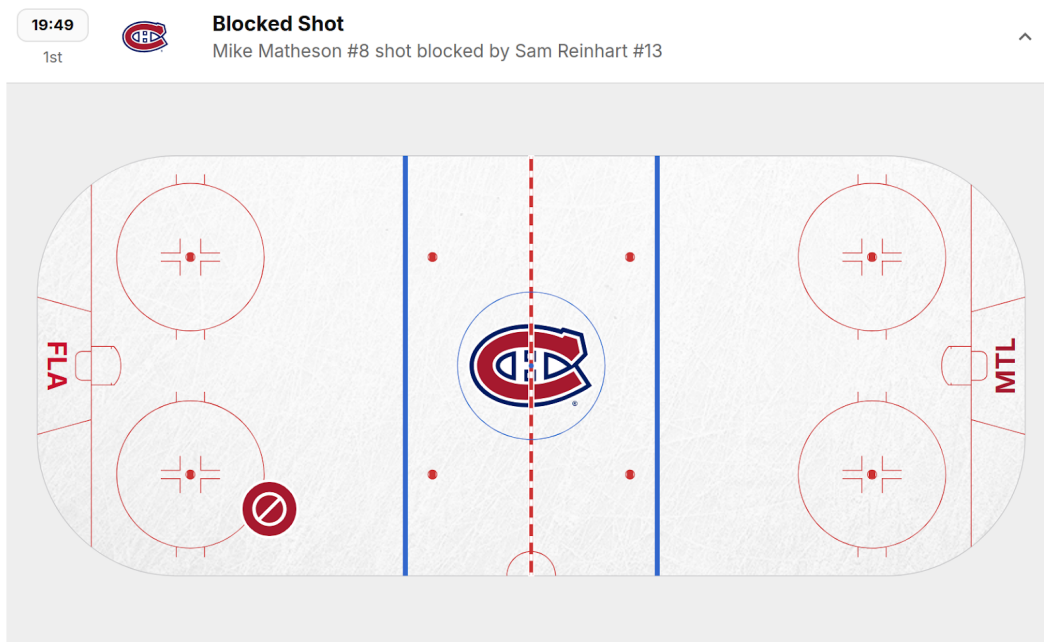 19:49
1st
Blocked Shot
Mike Matheson #8 shot blocked by Sam Reinhart #13
FLA
MTL
®